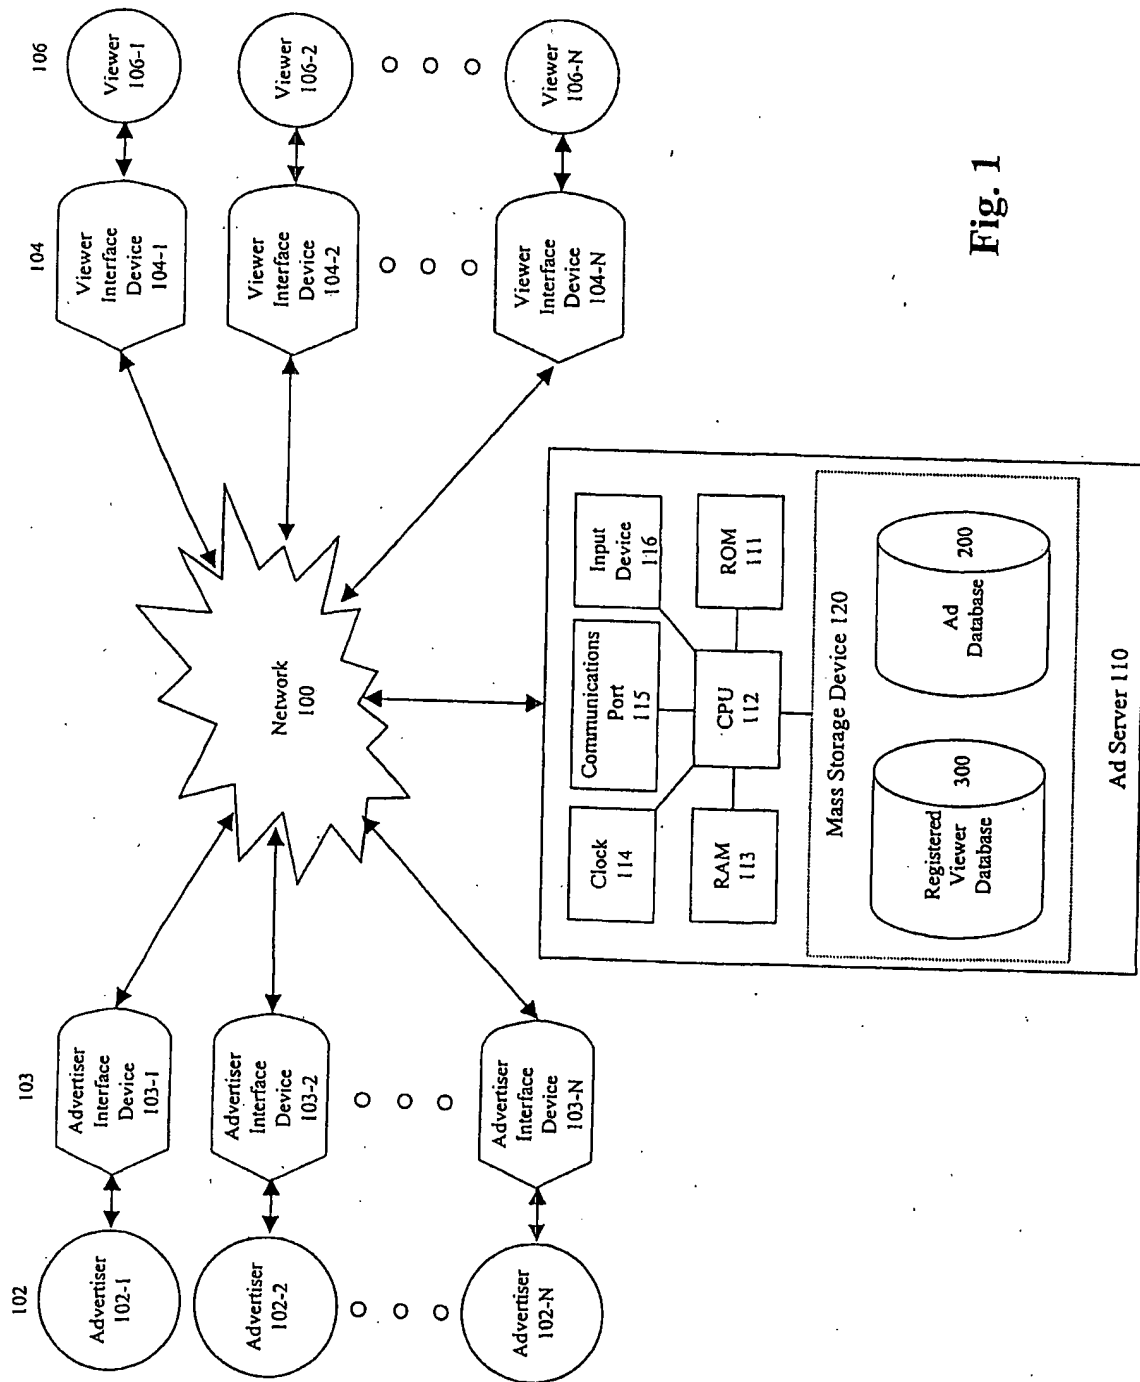 102
103
104
106
Advertiser
102-1
Advertiser
Interface
Device
103-1
Viewer
Interface
Device
104-1
Viewer
106-1
Advertiser
102-2
Advertiser
Interface
Device
103-2
Network
100
Viewer
Interface
Device
104-2
Viewer
106-2
Advertiser
102-N
Advertiser
Interface
Device
103-N
Viewer
Interface
Device
104-N
Viewer
106-N
Clock
114
Communications
Port
115
Input
Device
116
RAM
113
CPU
112
ROM
111
Mass Storage Device 120
Registered
Viewer
Database
300
Ad
Database
200
Ad Server 110
Fig. 1